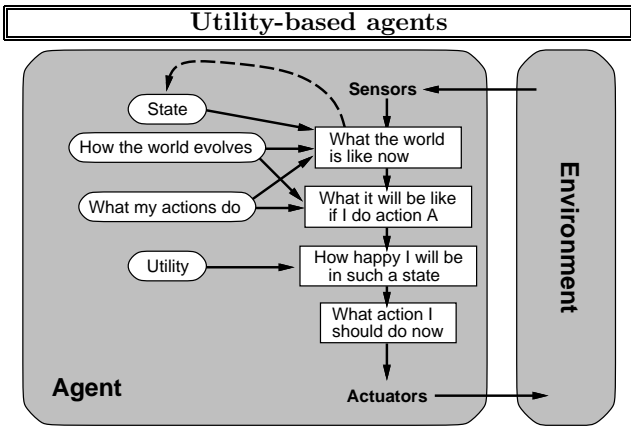 Utility-based agents
Sensors
State
What the world
is like now
How the world evolves
What it will be like
if I do action A
What my actions do
How happy I will be
in such a state
Utility
What action I
should do now
Agent
Actuators
Environment